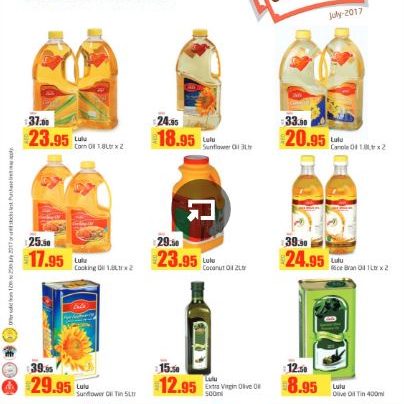 July-2017
37.80
23.95
Lulu
Corn Oil 1.8Ltr x 2
24.95
18.95
Lulu
Sunflower Oil 3Ltr
33.90
20.95
Lulu
Canola Oil 1.8Ltr x 2
25.90
17.95
Lulu
Cooking Oil 1.8Ltr x 2
29.50
23.95
Lulu
Coconut Oil 2Ltr
39.90
24.95
Lulu
Rice Bran Oil 1Ltr x 2
39.95
29.95
Lulu
Sunflower Oil Tin 5Ltr
15.50
12.95
Lulu
Extra Virgin Olive Oil
500ml
12.50
8.95
Lulu
Olive Oil Tin 400ml